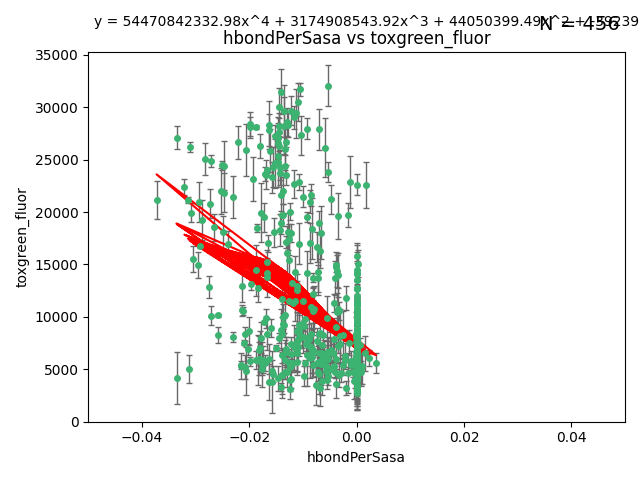 y = 54470842332.98x^4 + 3174908543.92x^3 + 44050399.49x^2 +
N = 456
hbondPerSasa vs toxgreen_fluor
35000
30000
25000
20000
15000
10000
5000
0
toxgreen_fluor
−0.04 −0.02 0.00 0.02 0.04
hbondPerSasa